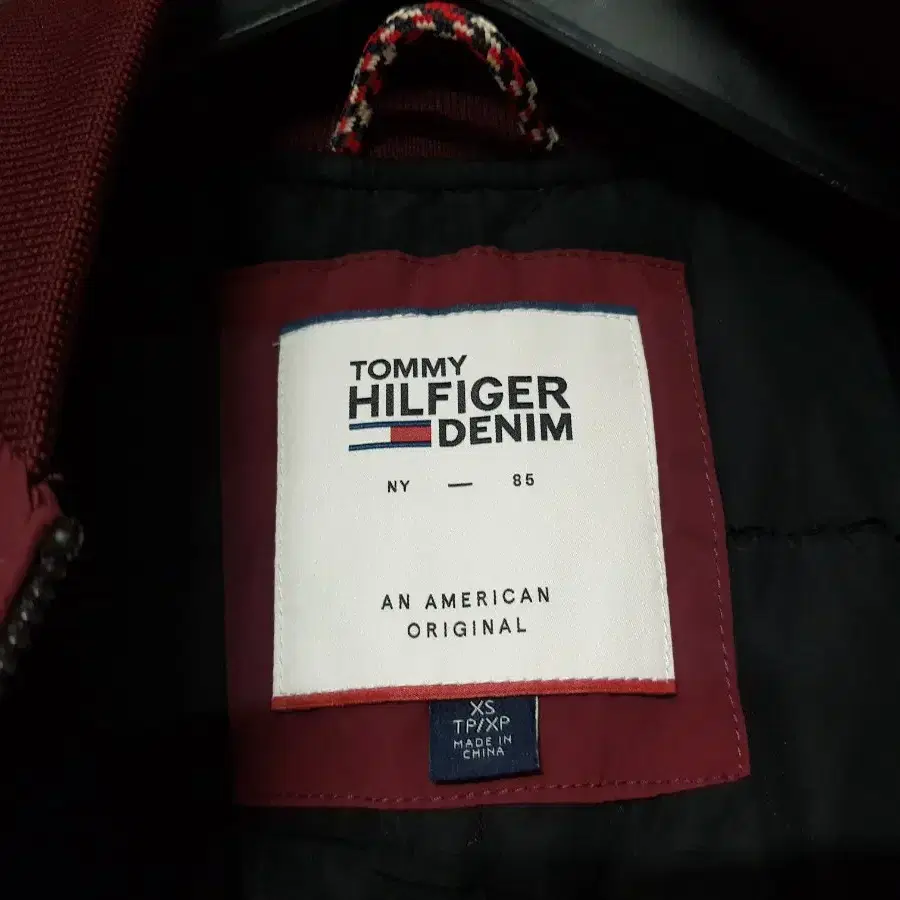 TOMMY
HILFIGER
DENIM
NY — 85
AN AMERICAN
ORIGINAL
XS
TP/XP
MADE IN
CHINA